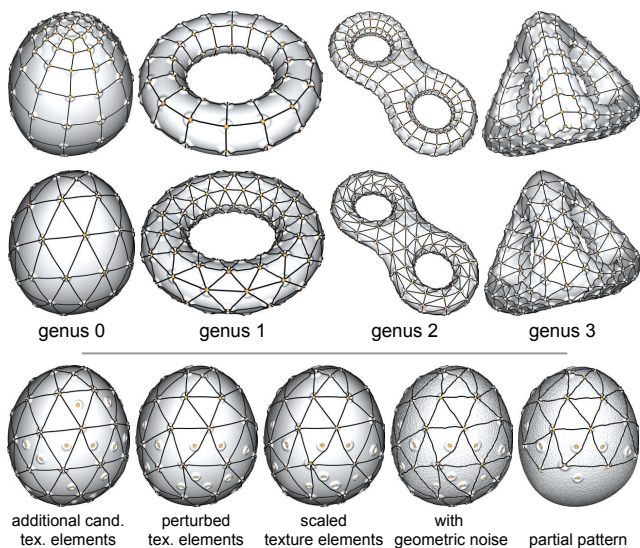 genus 0
genus 1
genus 2
genus 3
additional cand.
tex. elements
perturbed
tex. elements
scaled
texture elements
with
geometric noise
partial pattern